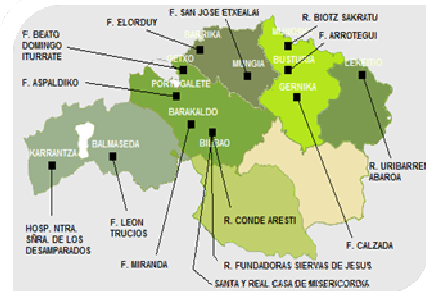 F. SAN JOSE ETXEALAI
R. BIOTZ SAKRATU
F. ELORDUY
F. ARROTEGUI
F. BEATO
DOMINGO
ITURRATE
BARRIKA
BUSTURIA
MUNGIA
F. ASPALDIKO
PORTUGALETE
GERNIKA
BARAKALDO
BILBAO
BALMASEDA
KARRANTZA
R. URIBARREN
ABAROA
HOSP. NTRA.
SÑRA. DE LOS
DESAMPARADOS
F. LEON
TRUCIOS
R. CONDE ARESTI
F. CALZADA
F. MIRANDA
R. FUNDADORAS SIERVAS DE JESUS
SANTA Y REAL CASA DE MISERICORDIA